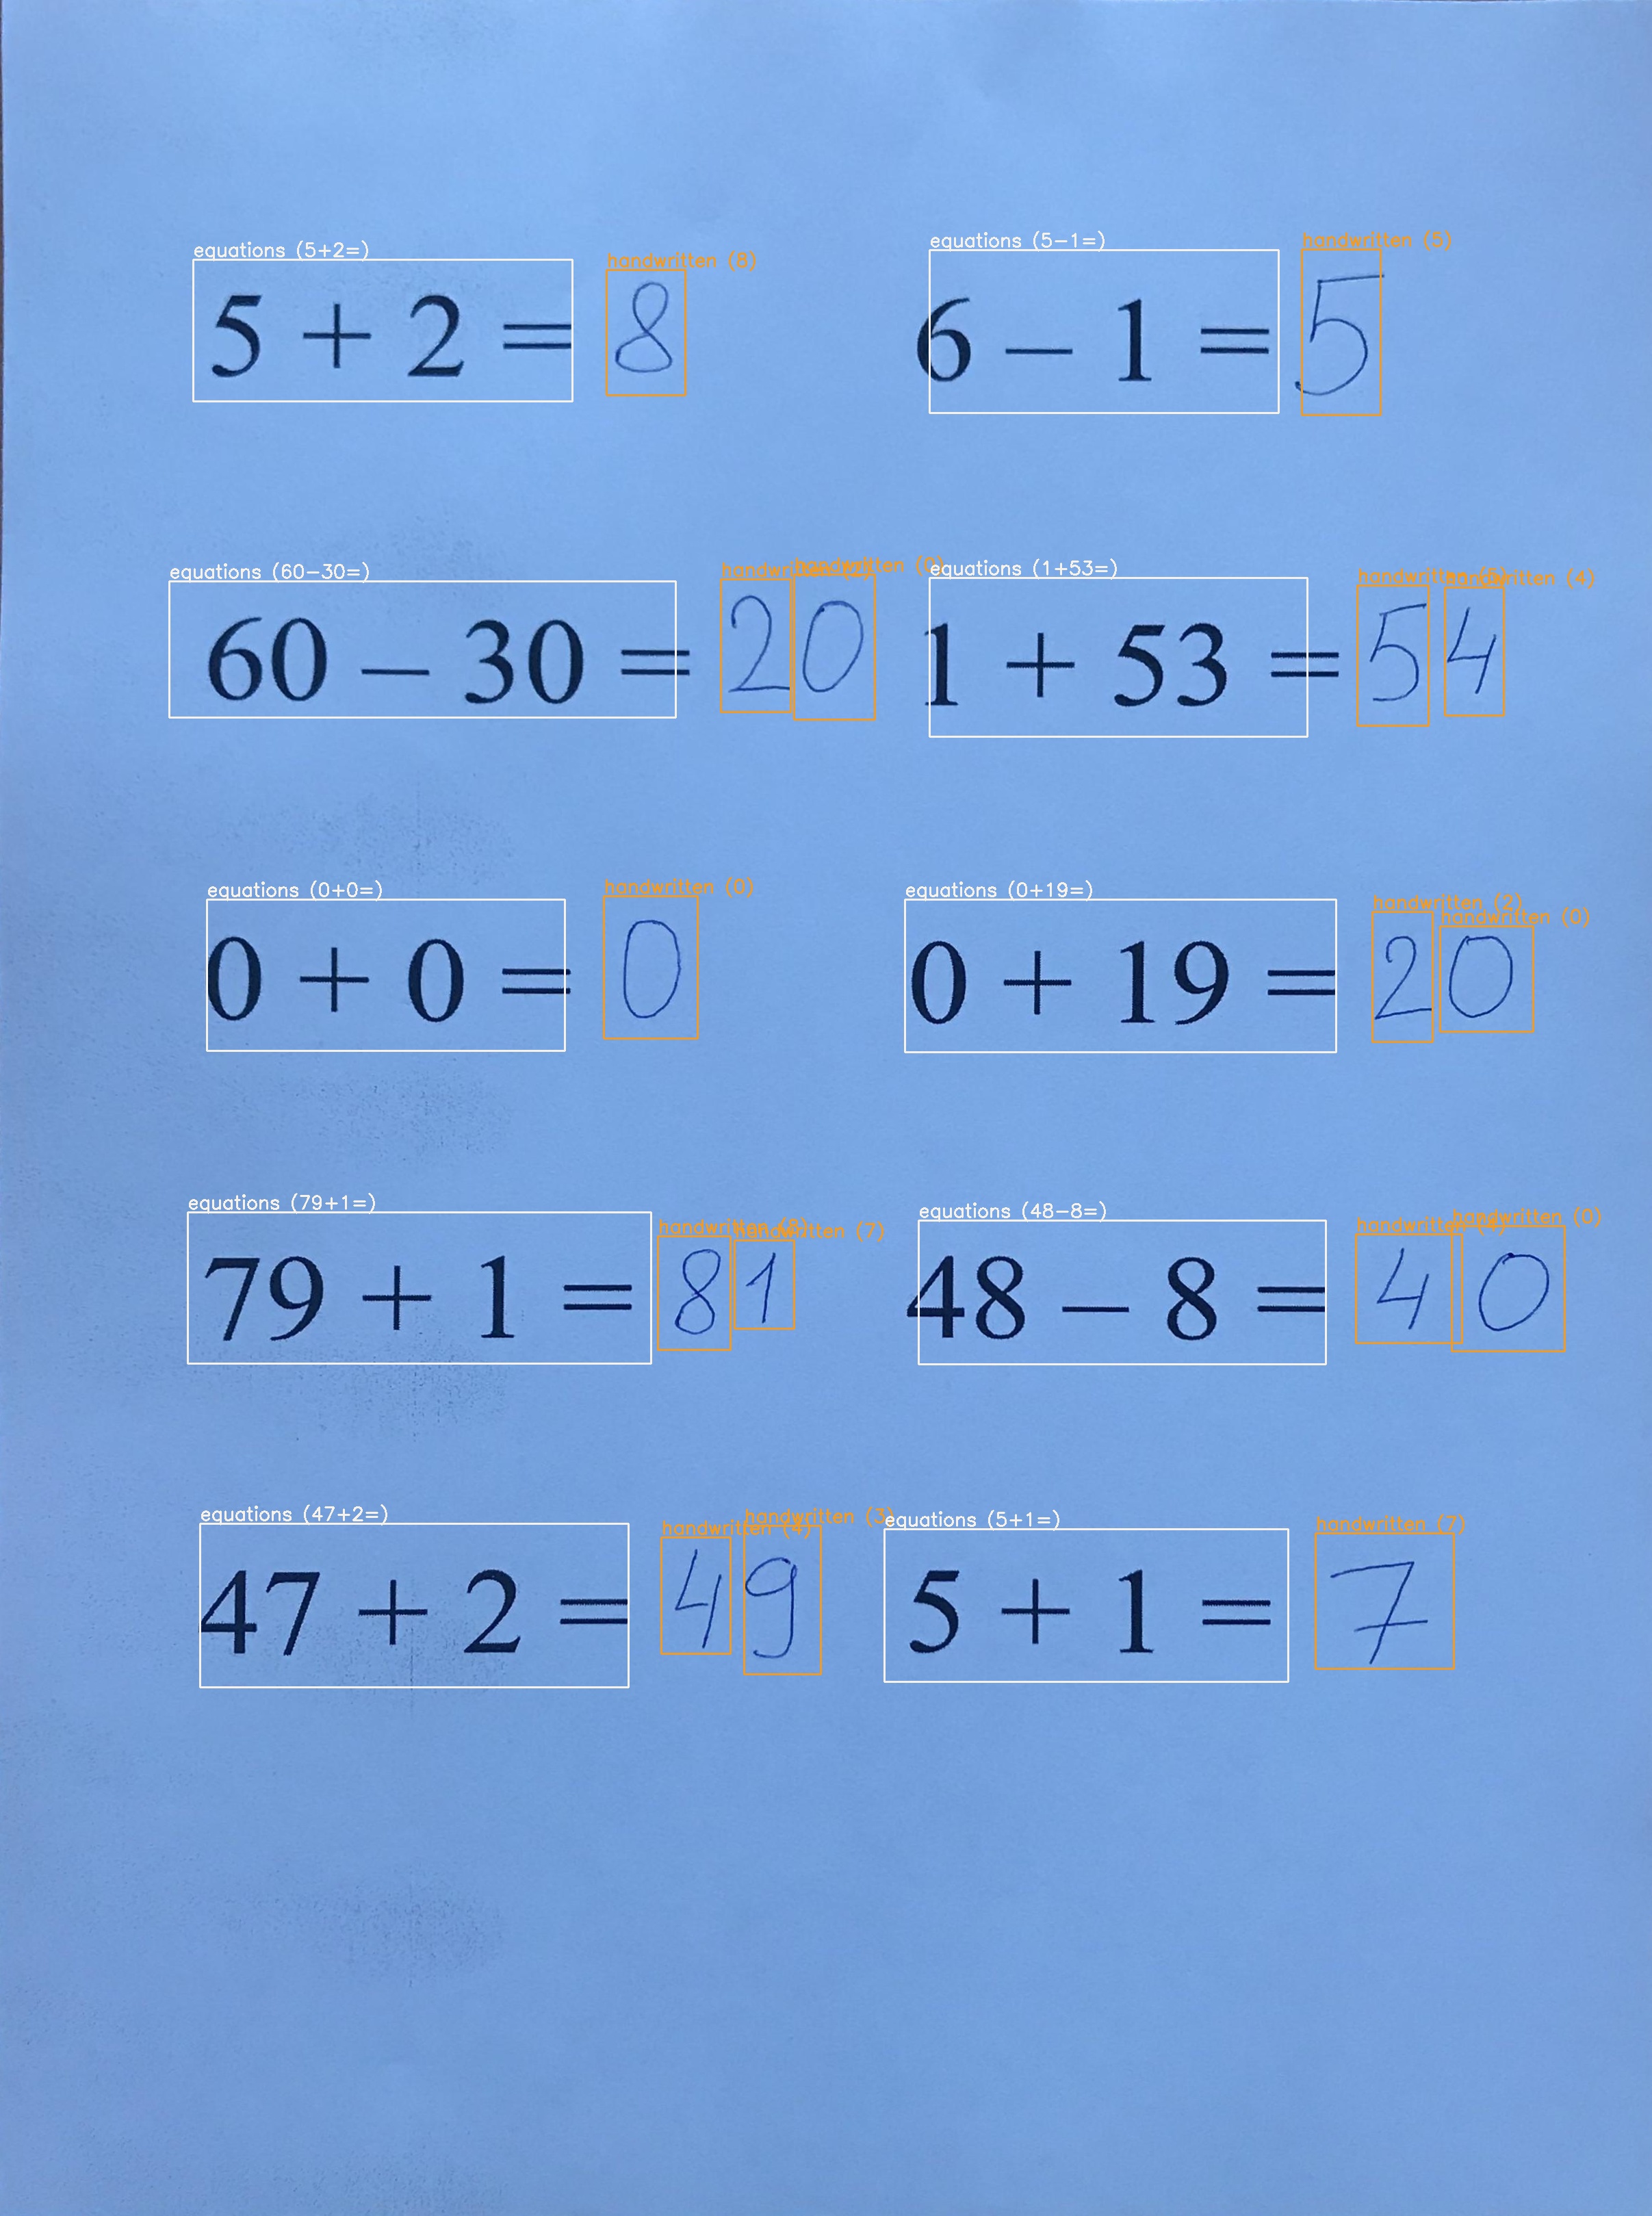 equations (5+2=) handwritten (8) equations (5-1=) handwritten (5)
5 + 2 = 8 6 – 1 = 5
equations (60-30=) handwritten handwritten (0) equations (1+53=) handwritten handwritten (4)
60 – 30 = 20 1 + 53 = 54
equations (0+0=) handwritten (0) equations (0+19=) handwritten (2) handwritten (0)
0 + 0 = 0 0 + 19 = 20
equations (79+1=) handwritten handwritten (7) equations (48-8=) handwritten handwritten (0)
79 + 1 = 81 48 – 8 = 40
equations (47+2=) handwritten (4) handwritten (3) equations (5+1=) handwritten (7)
47 + 2 = 49 5 + 1 = 7